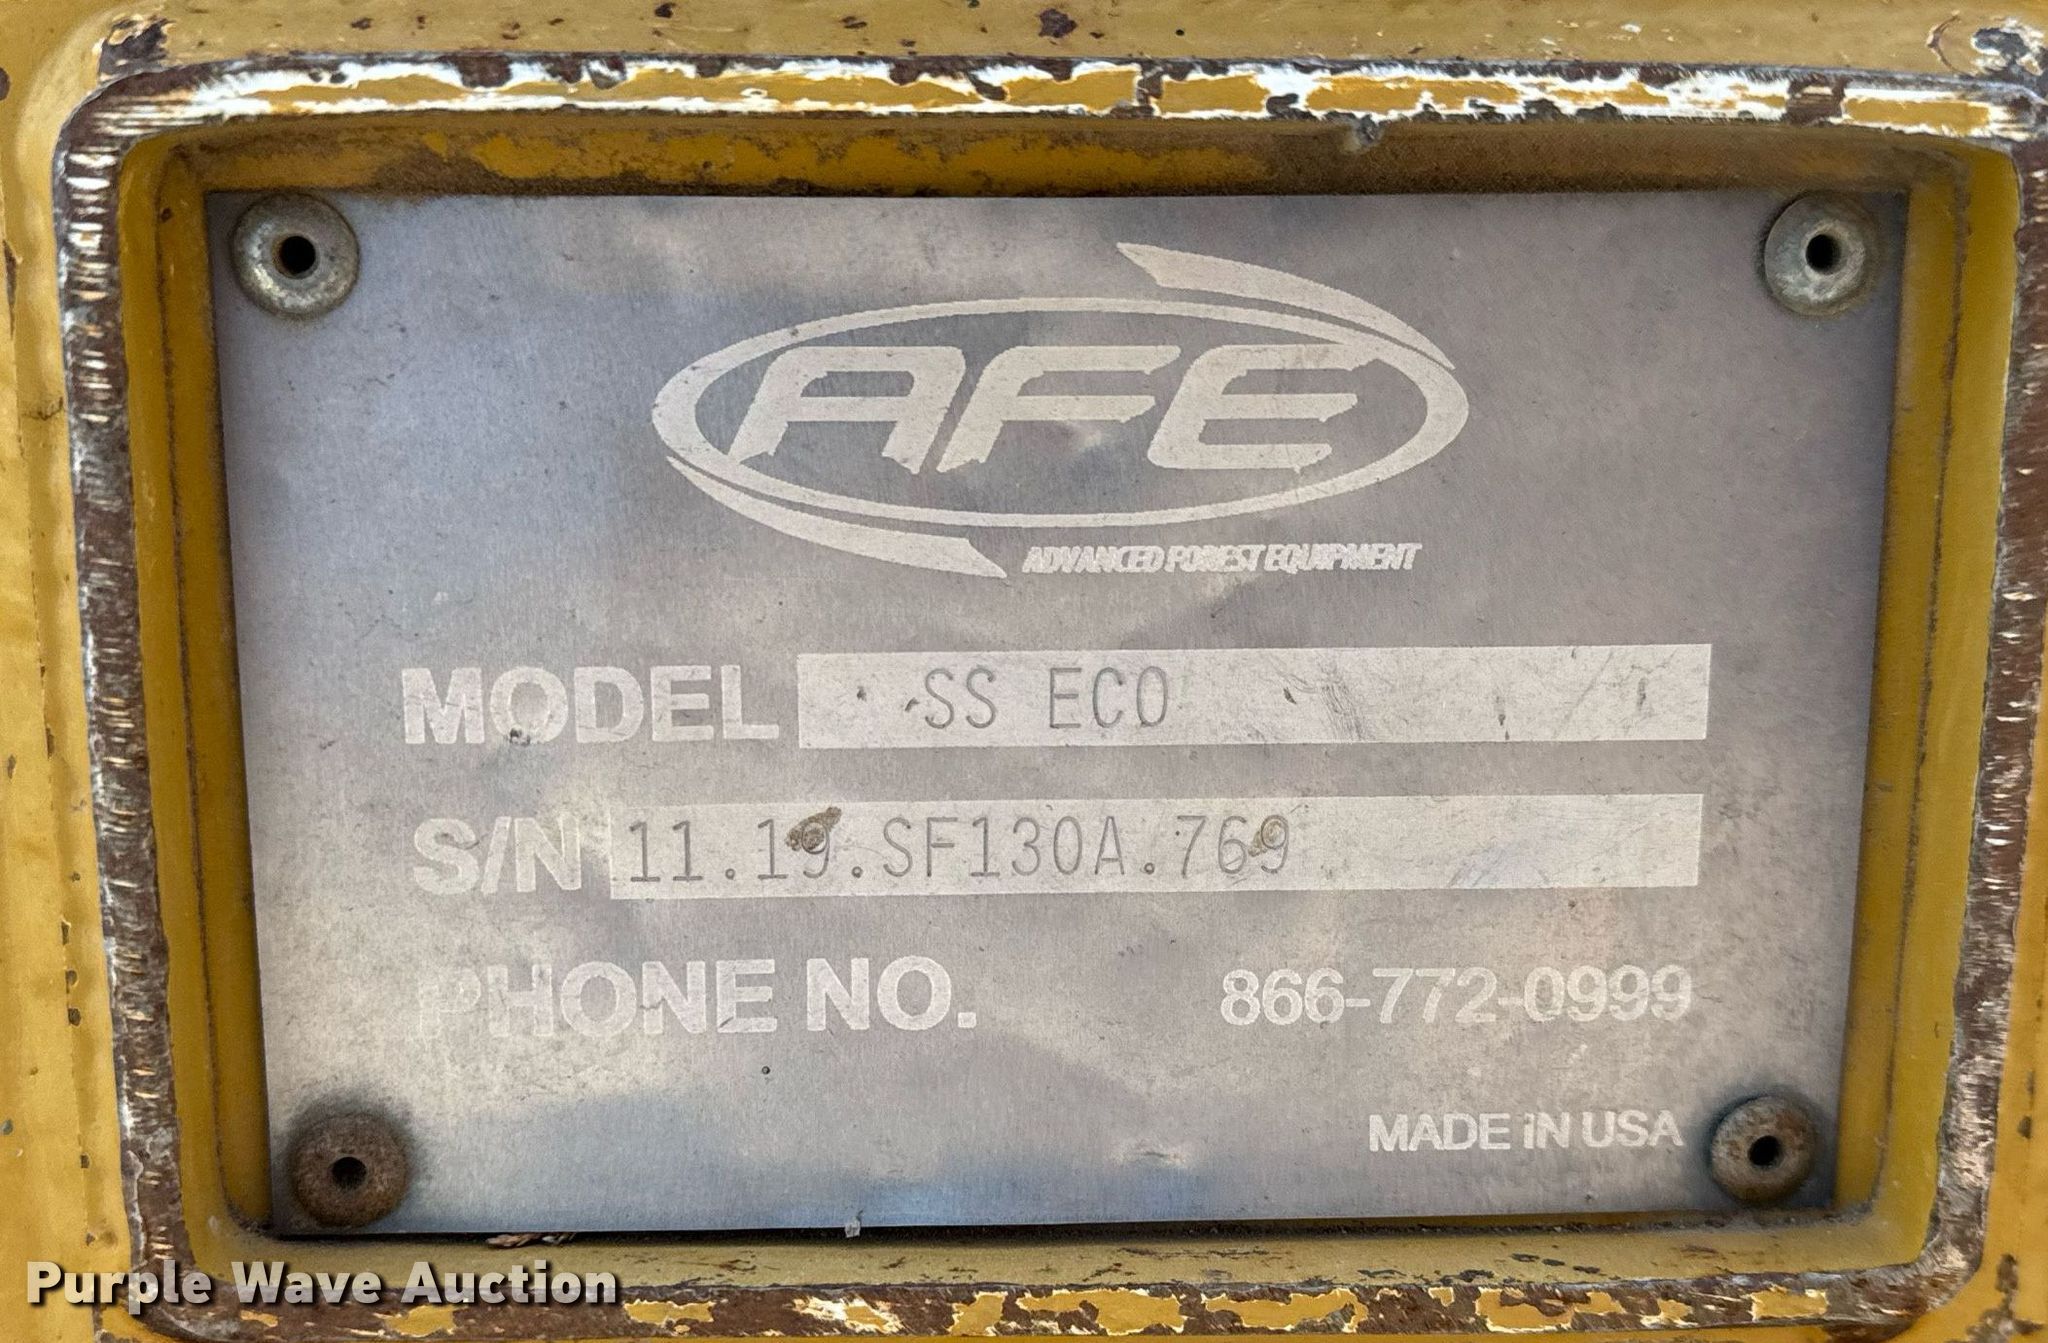 AFE
ADVANCED FOREST EQUIPMENT
MODEL SS ECO
S/N 11.19.SF130A.769
PHONE NO. 866-772-0999
MADE IN USA
Purple Wave Auction